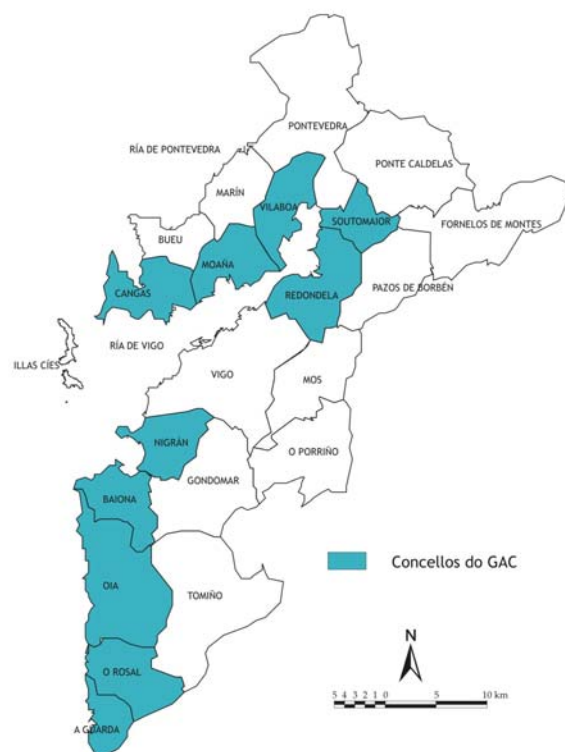 PONTEVEDRA
RÍA DE PONTEVEDRA
PONTE CALDELAS
MARÍN
VILABOA
SOUTOMAIOR
FORNELOS DE MONTES
BUEU
MOAÑA
CANGAS
REDONDELA
PAZOS DE BORBÉN
RÍA DE VIGO
ILLAS CÍES
VIGO
MOS
NIGRÁN
O PORRIÑO
GONDOMAR
BAIONA
Concellos do GAC
OIA
TOMIÑO
N
O ROSAL
5 4 3 2 1 0 5 10 km
A GUARDA